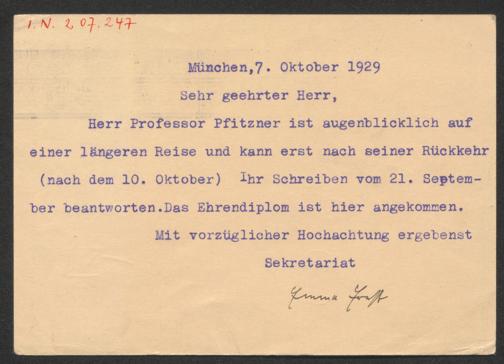 I.N. 207.247
München,7. Oktober 1929
Sehr geehrter Herr,
Herr Professor Pfitzner ist augenblicklich auf
einer längeren Reise und kann erst nach seiner Rückkehr
(nach dem 10. Oktober) Ihr Schreiben vom 21. Septem-
ber beantworten.Das Ehrendiplom ist hier angekommen.
Mit vorzüglicher Hochachtung ergebenst
Sekretariat
Emma